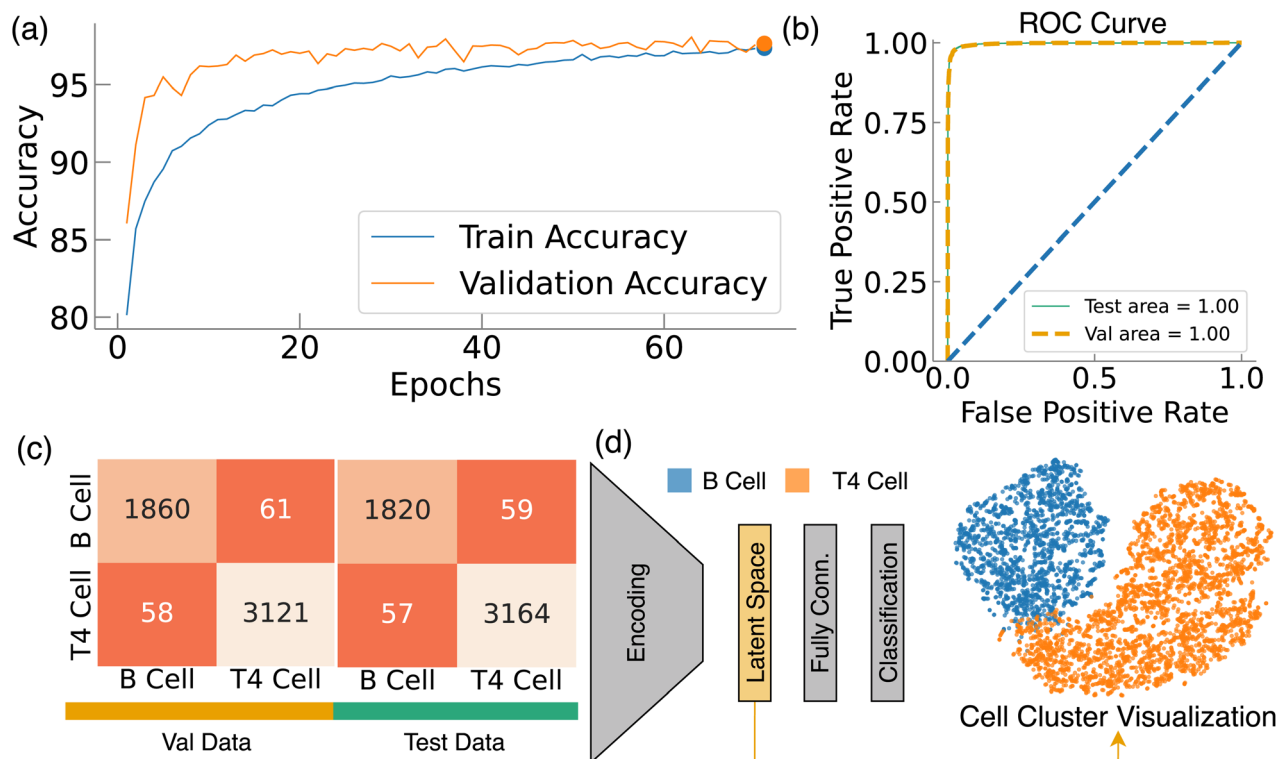 (a)
Accuracy
95
90
85
80
0 20 40 60
Epochs
Train Accuracy
Validation Accuracy
(b)
ROC Curve
True Positive Rate
1.00
0.75
0.50
0.25
0.00
0.0 0.5 1.0
False Positive Rate
Test area = 1.00
Val area = 1.00
(c)
B Cell
T4 Cell
1860 61 1820 59
58 3121 57 3164
B Cell T4 Cell B Cell T4 Cell
Val Data Test Data
(d)
B Cell T4 Cell
Encoding
Latent Space
Fully Conn.
Classification
Cell Cluster Visualization